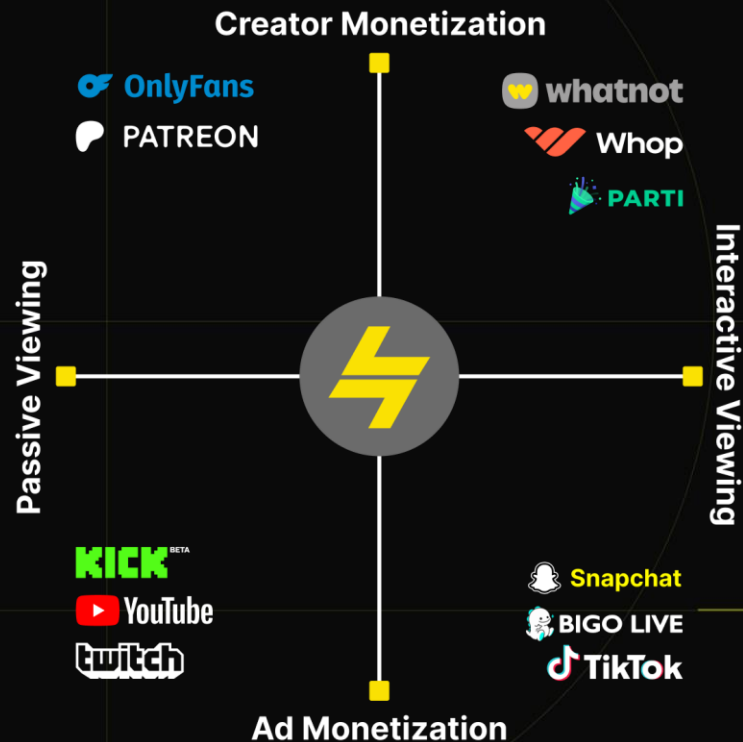 Creator Monetization
OnlyFans
PATREON
whatnot
Whop
PARTI
Passive Viewing
Interactive Viewing
KICK BETA
YouTube
twitch
Snapchat
BIGO LIVE
TikTok
Ad Monetization